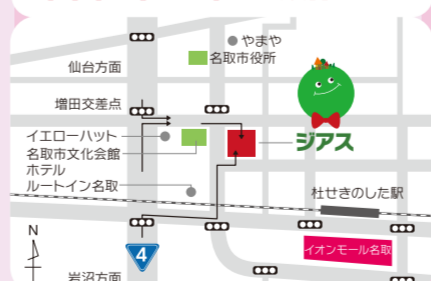 やまや
名取市役所
仙台方面
増田交差点
イエローハット
名取市文化会館
ホテル
ルートイン名取
ジアス
杜せきのした駅
イオンモール名取
N
4
岩沼方面